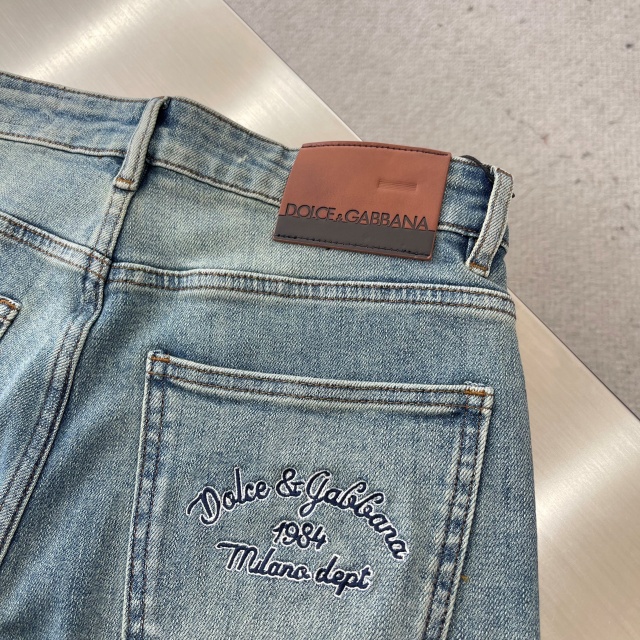 DOLCE & GABBANA
Dolce & Gabbana
1984
Milano dept